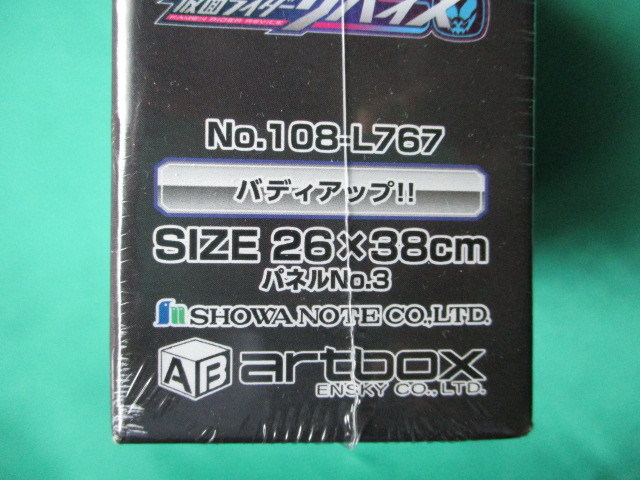 仮面ライダーリバイス
KAMEN RIDER REVICE
No.108-L767
バディアップ!!
SIZE 26×38cm
パネルNo.3
SHOWA NOTE CO.,LTD.
AB artbox
ENSKY CO., LTD.